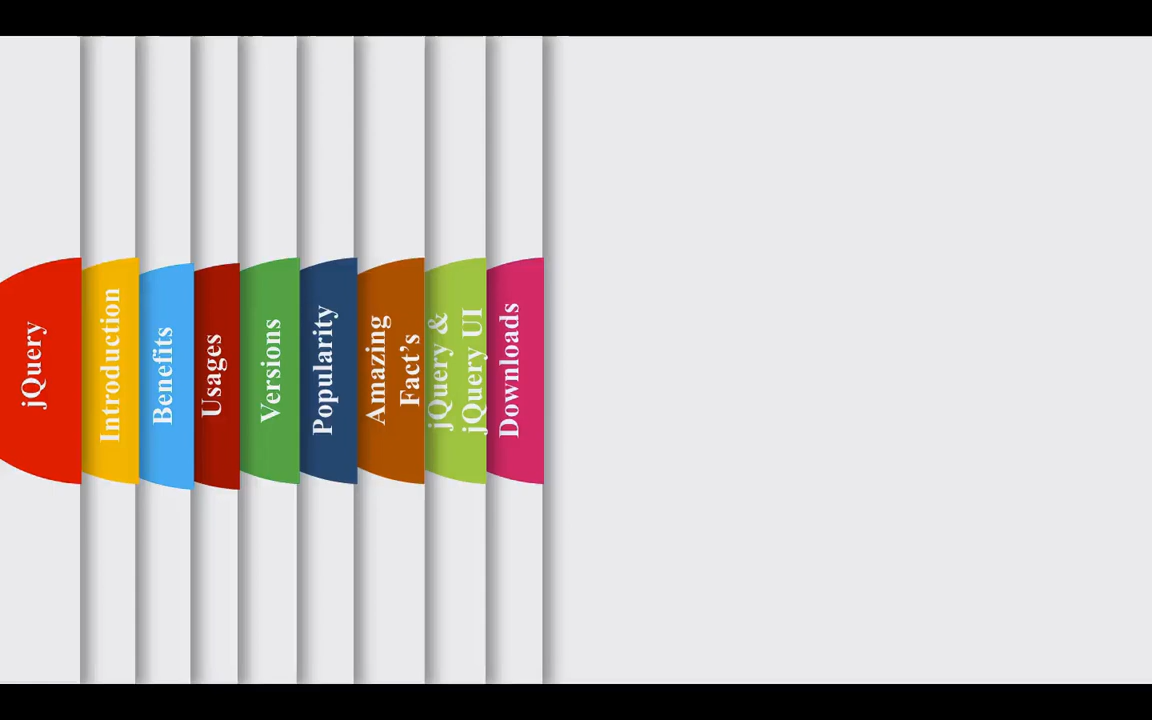 jQuery
Introduction
Benefits
Usages
Versions
Popularity
Amazing
Fact’s
jQuery &
jQuery UI
Downloads